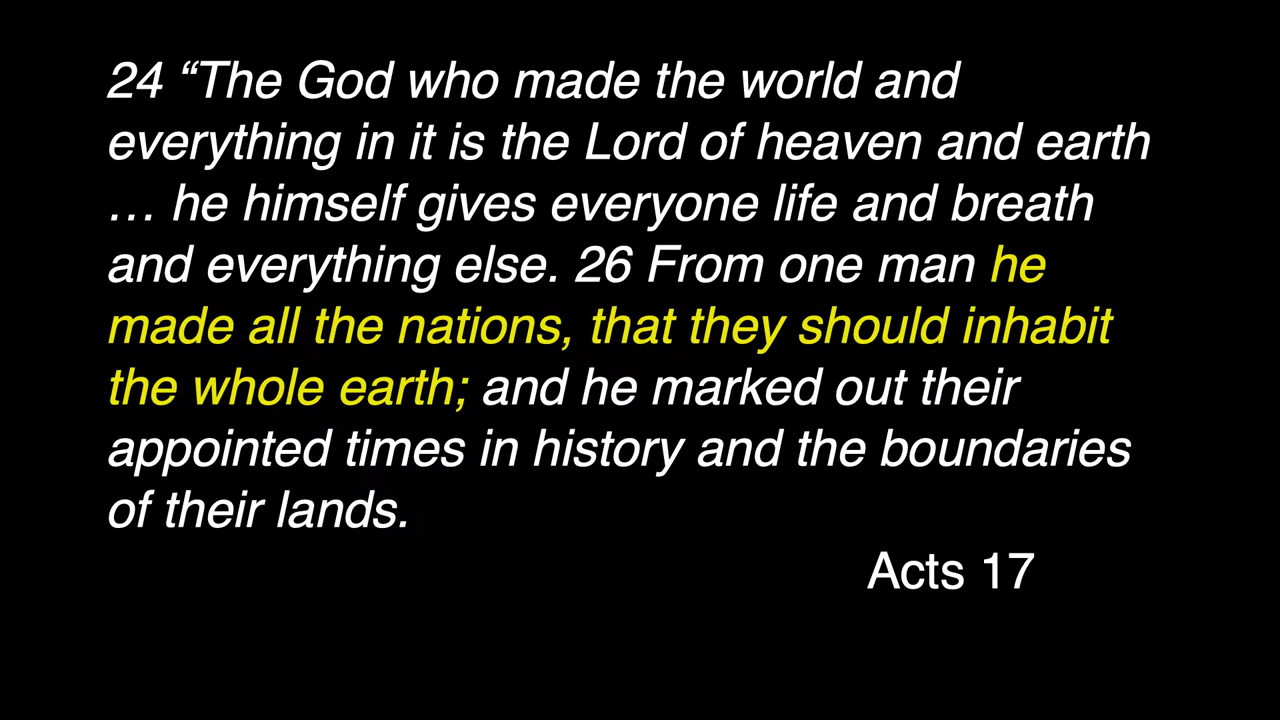 24 “The God who made the world and
everything in it is the Lord of heaven and earth
… he himself gives everyone life and breath
and everything else. 26 From one man he
made all the nations, that they should inhabit
the whole earth; and he marked out their
appointed times in history and the boundaries
of their lands.
Acts 17